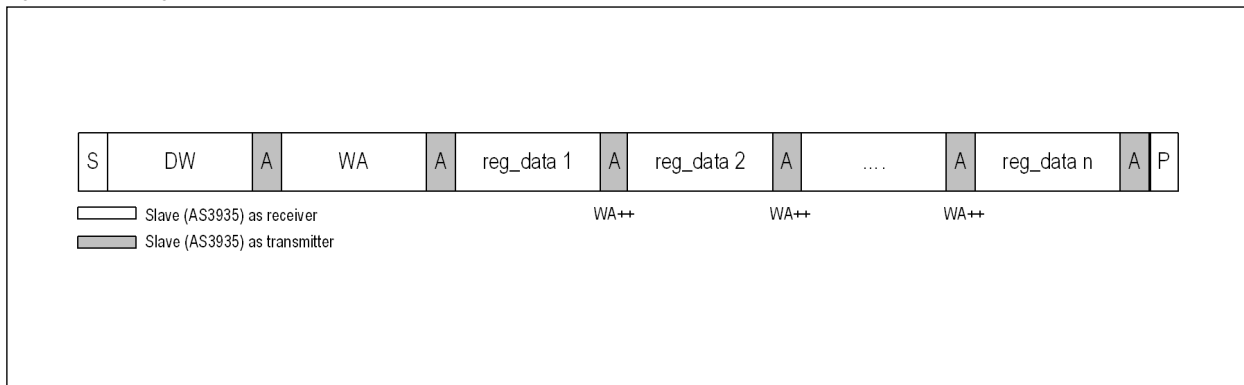 S DW A WA A reg_data 1 A reg_data 2 A .... A reg_data n A P
WA++ WA++ WA++
Slave (AS3935) as receiver
Slave (AS3935) as transmitter